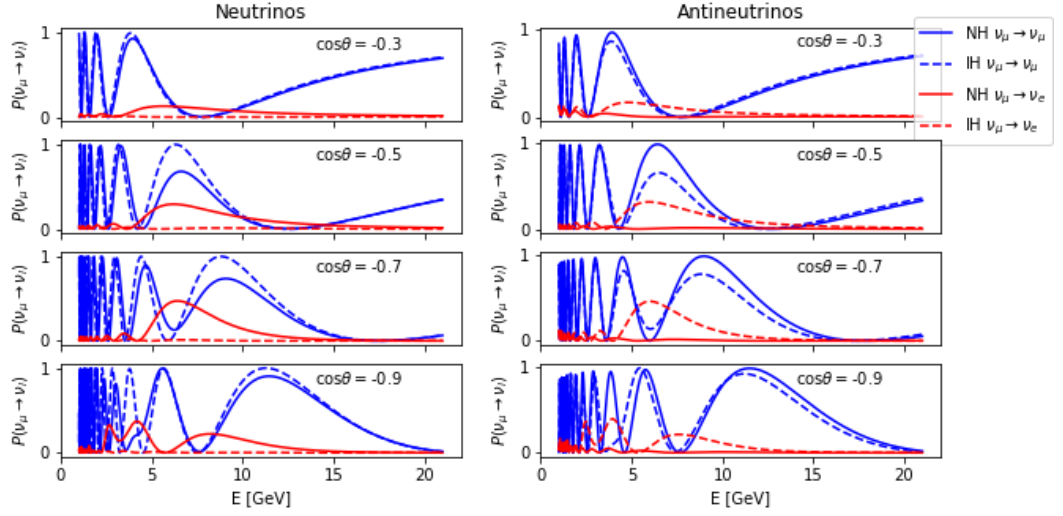 Neutrinos
Antineutrinos
NH νμ → νμ
IH νμ → νμ
NH νμ → νe
IH νμ → νe
P(νμ → νi)
1
0
cosθ = -0.3
P(νμ → νi)
1
0
cosθ = -0.3
P(νμ → νi)
1
0
cosθ = -0.5
P(νμ → νi)
1
0
cosθ = -0.5
P(νμ → νi)
1
0
cosθ = -0.7
P(νμ → νi)
1
0
cosθ = -0.7
P(νμ → νi)
1
0
cosθ = -0.9
P(νμ → νi)
1
0
cosθ = -0.9
0 5 10 15 20
0 5 10 15 20
E [GeV]
E [GeV]